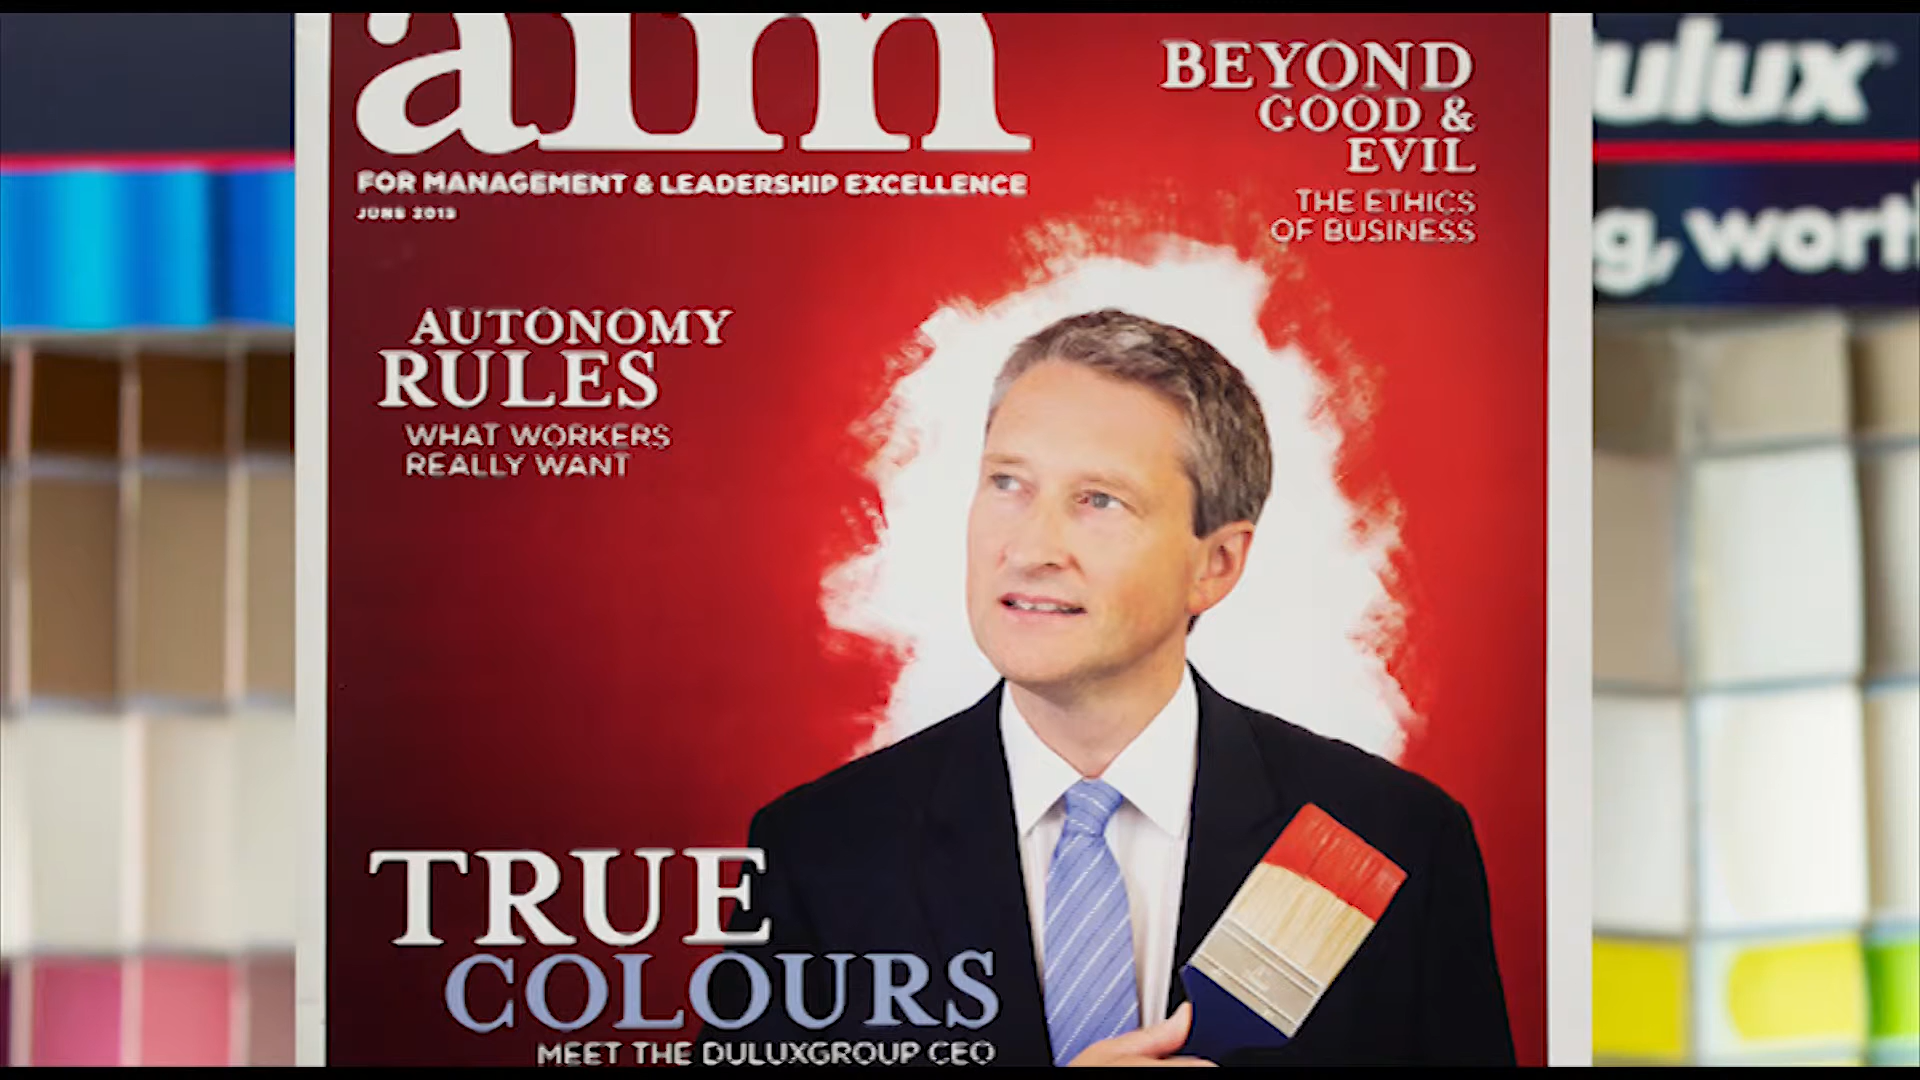 aim
FOR MANAGEMENT & LEADERSHIP EXCELLENCE
JUNE 2013
BEYOND
GOOD &
EVIL
THE ETHICS
OF BUSINESS
AUTONOMY
RULES
WHAT WORKERS
REALLY WANT
TRUE
COLOURS
MEET THE DULUXGROUP CEO
ulux
g, wort